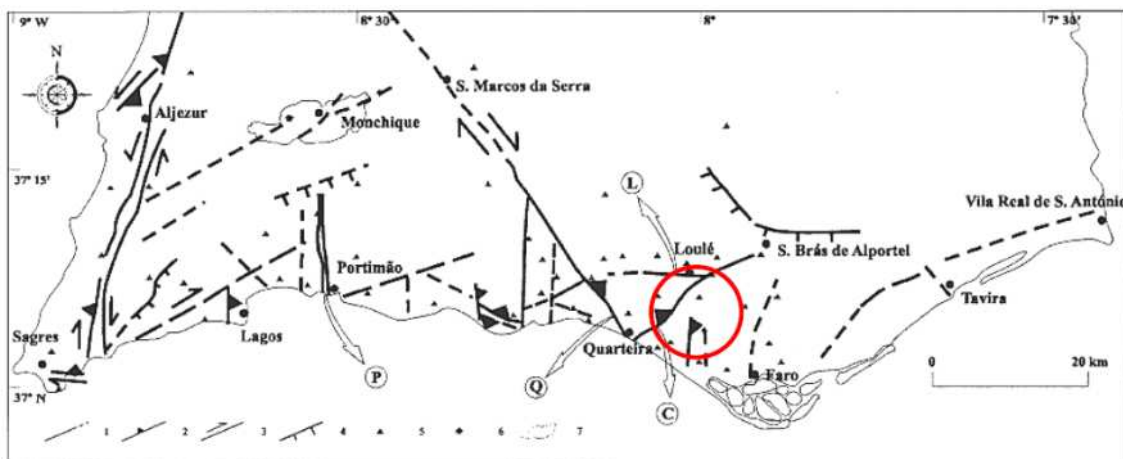 9° W
8° 30
8°
7° 30'
N
S. Marcos da Serra
Aljezur
Monchique
37° 15'
L
Vila Real de S. António
Loulé
S. Brás de Alportel
Portimão
Tavira
Sagres
Lagos
Quarteira
Faro
20 km
P
Q
C
0
37° N
1 2 3 4 5 6 7